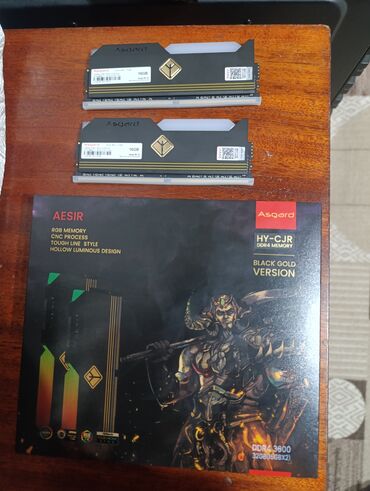 Asgard
16GB
Asgard
16GB
AESIR
RGB MEMORY
CNC PROCESS
TOUGH LINE STYLE
HOLLOW LUMINOUS DESIGN
Asgard
HY-CJR
DDR4 MEMORY
BLACK GOLD
VERSION
DDR4 3600
32GB(16GBX2)